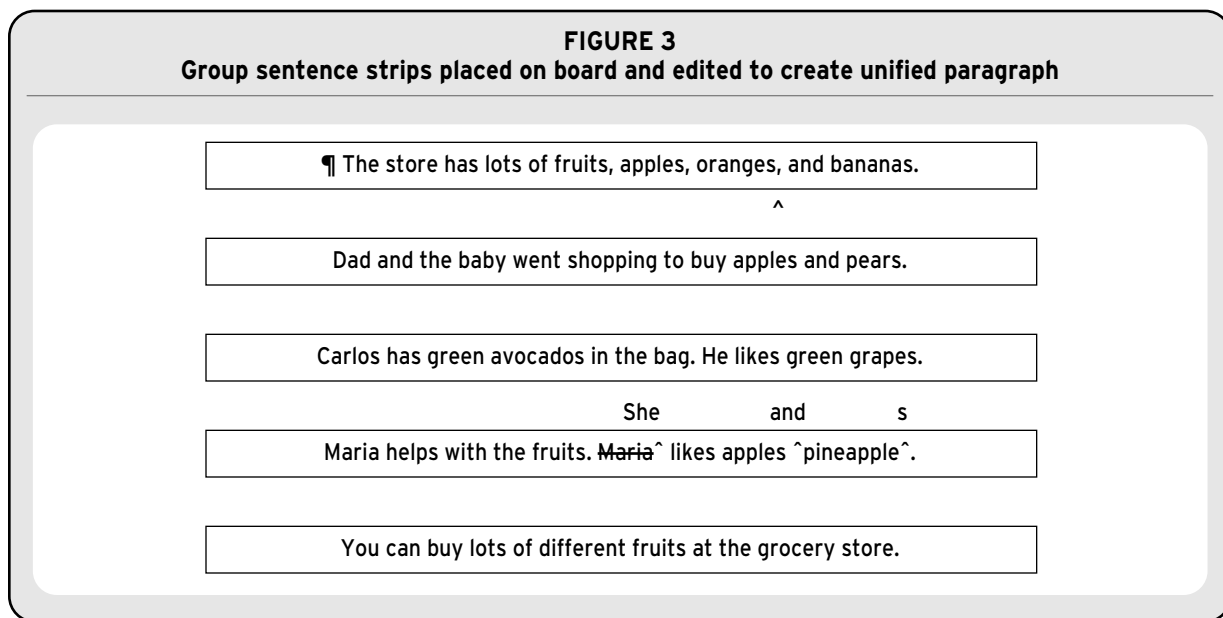 FIGURE 3
Group sentence strips placed on board and edited to create unified paragraph
¶ The store has lots of fruits, apples, oranges, and bananas.
^
Dad and the baby went shopping to buy apples and pears.
Carlos has green avocados in the bag. He likes green grapes.
She and s
Maria helps with the fruits. Maria^ likes apples ^pineapple^.
You can buy lots of different fruits at the grocery store.